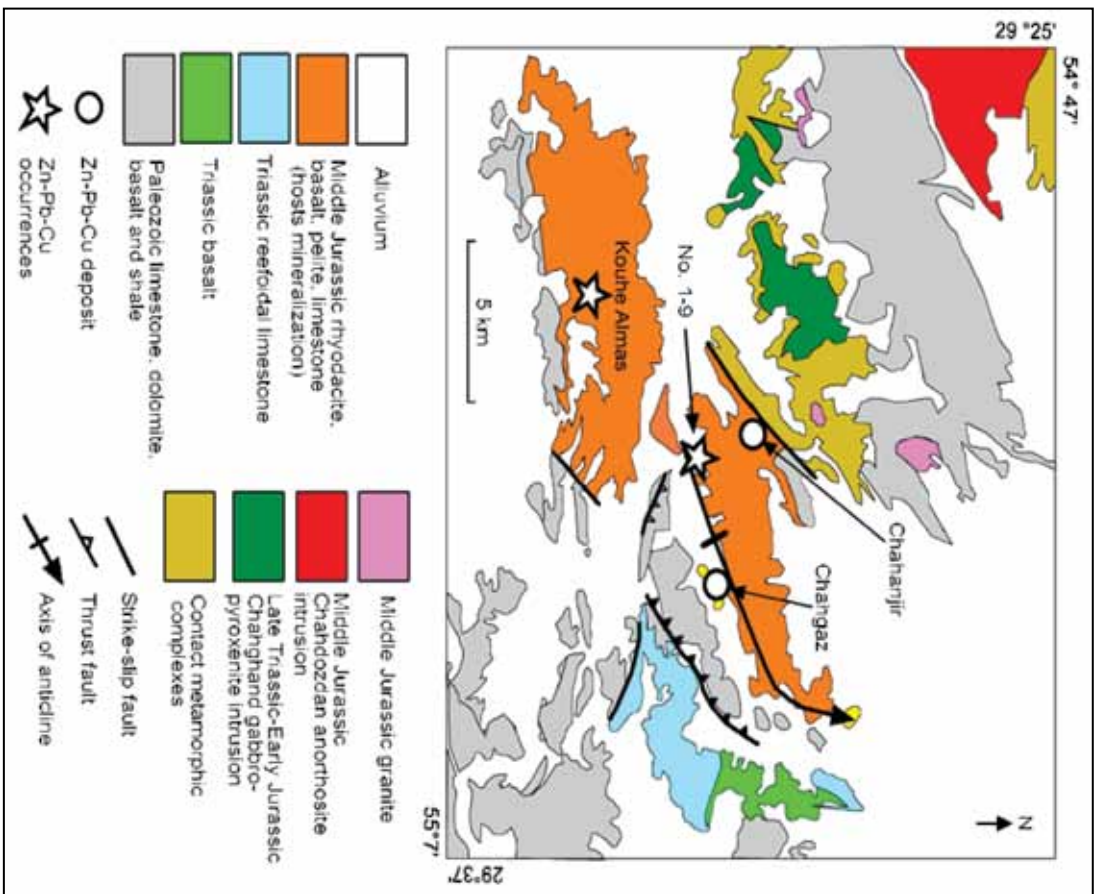 29 °25'
54° 47'
Kouhe Almas
No. 1-9
Chahanjir
Changaz
5 km
N
55°7'
29°37'
Alluvium
Middle Jurassic rhyodacite,
basalt, pelite, limestone
(hosts mineralization)
Triassic reefoidal limestone
Triassic basalt
Paleozoic limestone, dolomite,
basalt and shale
Zn-Pb-Cu deposit
Zn-Pb-Cu
occurrences
Middle Jurassic granite
Middle Jurassic
Chahdozdan anorthosite
intrusion
Late Triassic-Early Jurassic
Chahghand gabbro-
pyroxenite intrusion
Contact metamorphic
complexes
Strike-slip fault
Thrust fault
Axis of anticline